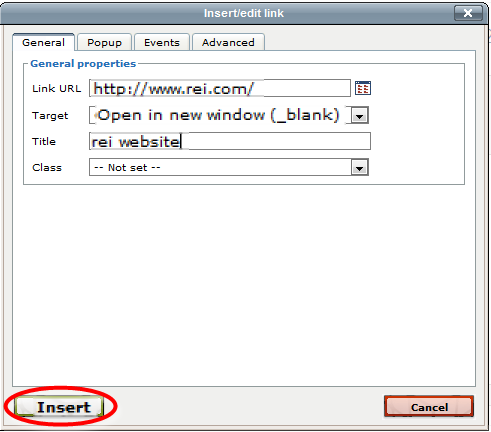 Insert/edit link
General Popup Events Advanced
General properties
Link URL http://www.rei.com/
Target Open in new window (_blank)
Title rei website
Class -- Not set --
Insert Cancel